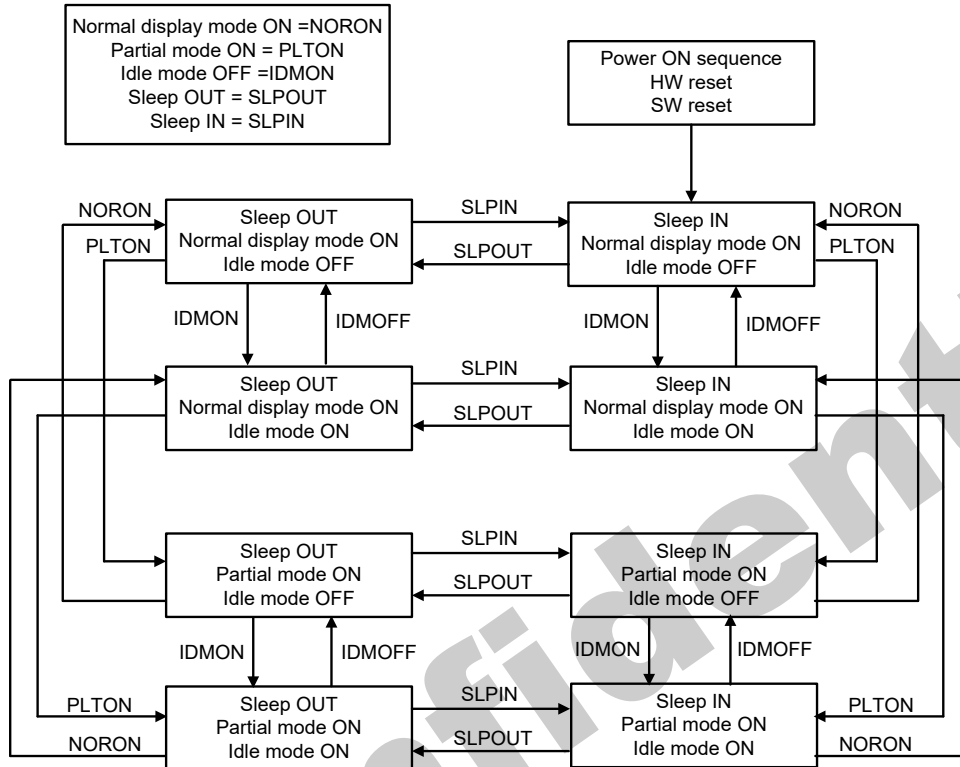 Normal display mode ON =NORON
Partial mode ON = PLTON
Idle mode OFF =IDMON
Sleep OUT = SLPOUT
Sleep IN = SLPIN
Power ON sequence
HW reset
SW reset
NORON
PLTON
Sleep OUT
Normal display mode ON
Idle mode OFF
SLPIN
SLPOUT
Sleep IN
Normal display mode ON
Idle mode OFF
NORON
PLTON
IDMON
IDMOFF
IDMON
IDMOFF
Sleep OUT
Normal display mode ON
Idle mode ON
SLPIN
SLPOUT
Sleep IN
Normal display mode ON
Idle mode ON
Sleep OUT
Partial mode ON
Idle mode OFF
SLPIN
SLPOUT
Sleep IN
Partial mode ON
Idle mode OFF
IDMON
IDMOFF
IDMON
IDMOFF
PLTON
NORON
Sleep OUT
Partial mode ON
Idle mode ON
SLPIN
SLPOUT
Sleep IN
Partial mode ON
Idle mode ON
PLTON
NORON